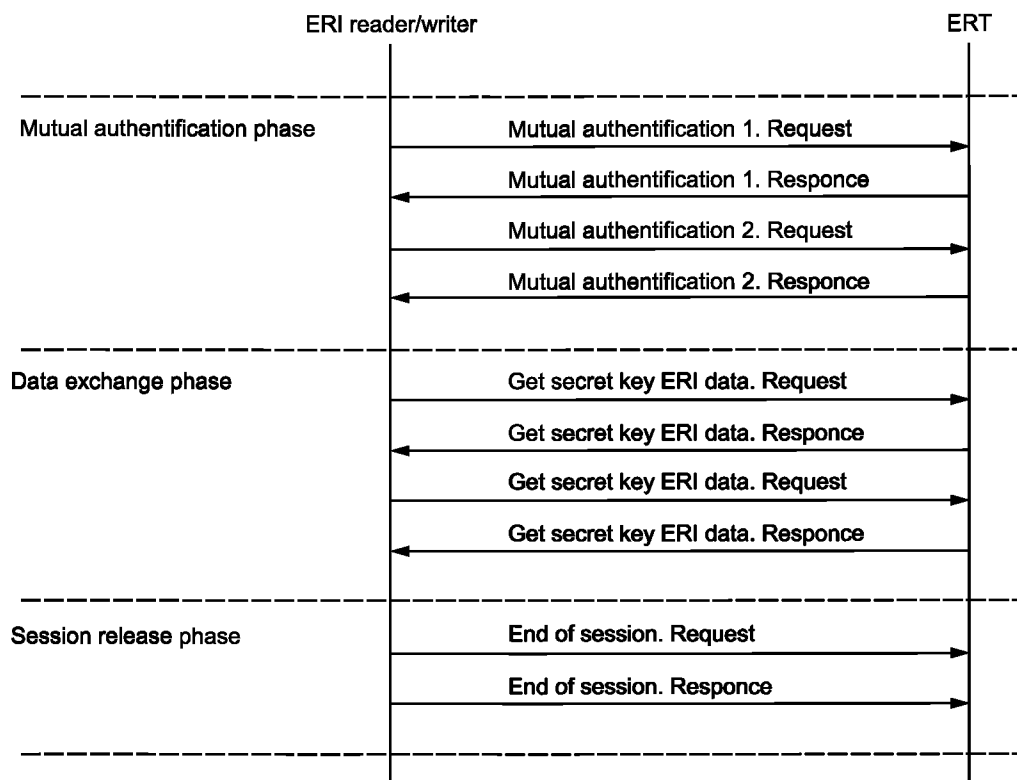 ERI reader/writer
ERT
Mutual authentification phase
Mutual authentification 1. Request
Mutual authentification 1. Responce
Mutual authentification 2. Request
Mutual authentification 2. Responce
Data exchange phase
Get secret key ERI data. Request
Get secret key ERI data. Responce
Get secret key ERI data. Request
Get secret key ERI data. Responce
Session release phase
End of session. Request
End of session. Responce